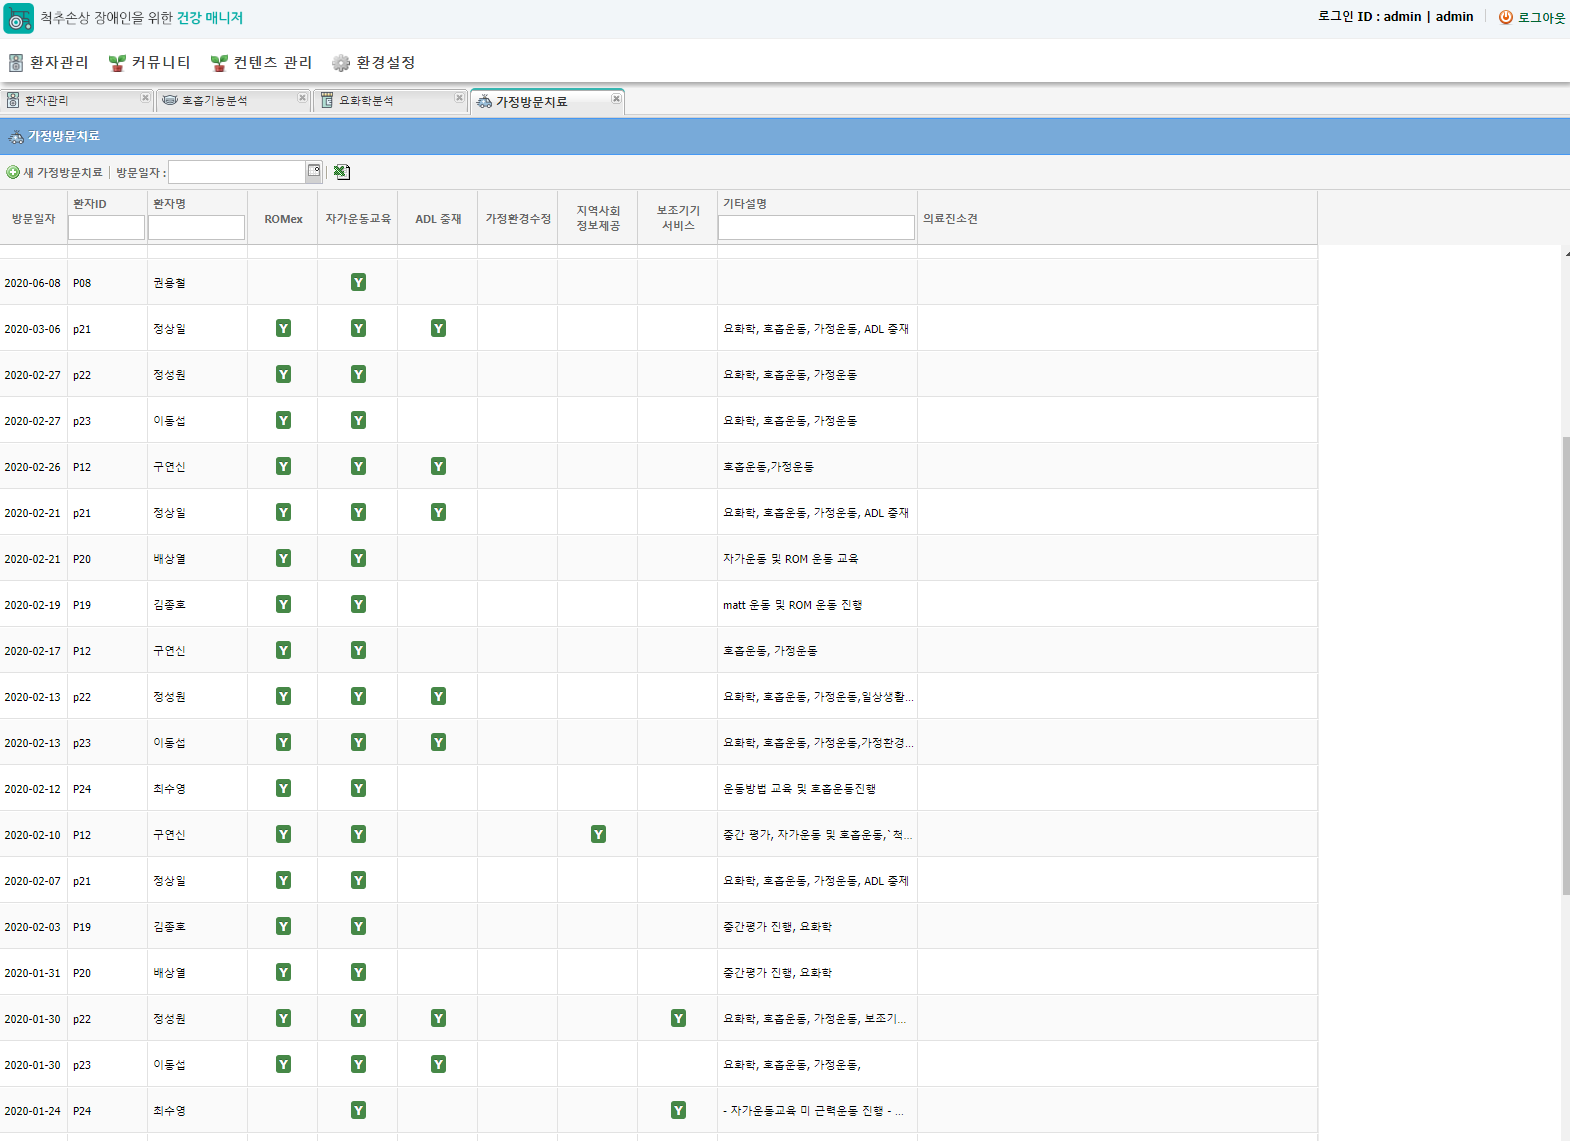 척추손상 장애인을 위한 건강 매니저
로그인 ID : admin | admin
로그아웃
환자관리 커뮤니티 컨텐츠 관리 환경설정
환자관리 호흡기능분석 요화학분석 가정방문치료
가정방문치료
새 가정방문치료 방문일자 :
방문일자 환자ID 환자명 ROMex 자가운동교육 ADL 중재 가정환경수정 지역사회 정보제공 보조기기 서비스 기타설명 의료진소견
2020-06-08 P08 권용철 Y
2020-03-06 p21 정상일 Y Y Y 요화학, 호흡운동, 가정운동, ADL 중재
2020-02-27 p22 정성원 Y Y 요화학, 호흡운동, 가정운동
2020-02-27 p23 이동섭 Y Y 요화학, 호흡운동, 가정운동
2020-02-26 P12 구연신 Y Y Y 호흡운동,가정운동
2020-02-21 p21 정상일 Y Y Y 요화학, 호흡운동, 가정운동, ADL 중재
2020-02-21 P20 배상열 Y Y 자가운동 및 ROM 운동 교육
2020-02-19 P19 김종호 Y Y matt 운동 및 ROM 운동 진행
2020-02-17 P12 구연신 Y Y 호흡운동, 가정운동
2020-02-13 p22 정성원 Y Y Y 요화학, 호흡운동, 가정운동,일상생활...
2020-02-13 p23 이동섭 Y Y Y 요화학, 호흡운동, 가정운동,가정환경...
2020-02-12 P24 최수영 Y Y 운동방법 교육 및 호흡운동진행
2020-02-10 P12 구연신 Y Y Y 중간 평가, 자가운동 및 호흡운동,`척...
2020-02-07 p21 정상일 Y Y 요화학, 호흡운동, 가정운동, ADL 중제
2020-02-03 P19 김종호 Y Y 중간평가 진행, 요화학
2020-01-31 P20 배상열 Y Y 중간평가 진행, 요화학
2020-01-30 p22 정성원 Y Y Y Y 요화학, 호흡운동, 가정운동, 보조기...
2020-01-30 p23 이동섭 Y Y Y 요화학, 호흡운동, 가정운동,
2020-01-24 P24 최수영 Y Y - 자가운동교육 미 근력운동 진행 - ...